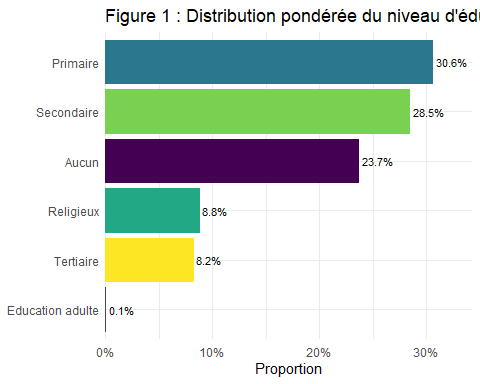 Figure 1 : Distribution pondérée du niveau d'édu
Primaire
30.6%
Secondaire
28.5%
Aucun
23.7%
Religieux
8.8%
Tertiaire
8.2%
Education adulte
0.1%
0%
10%
20%
30%
Proportion